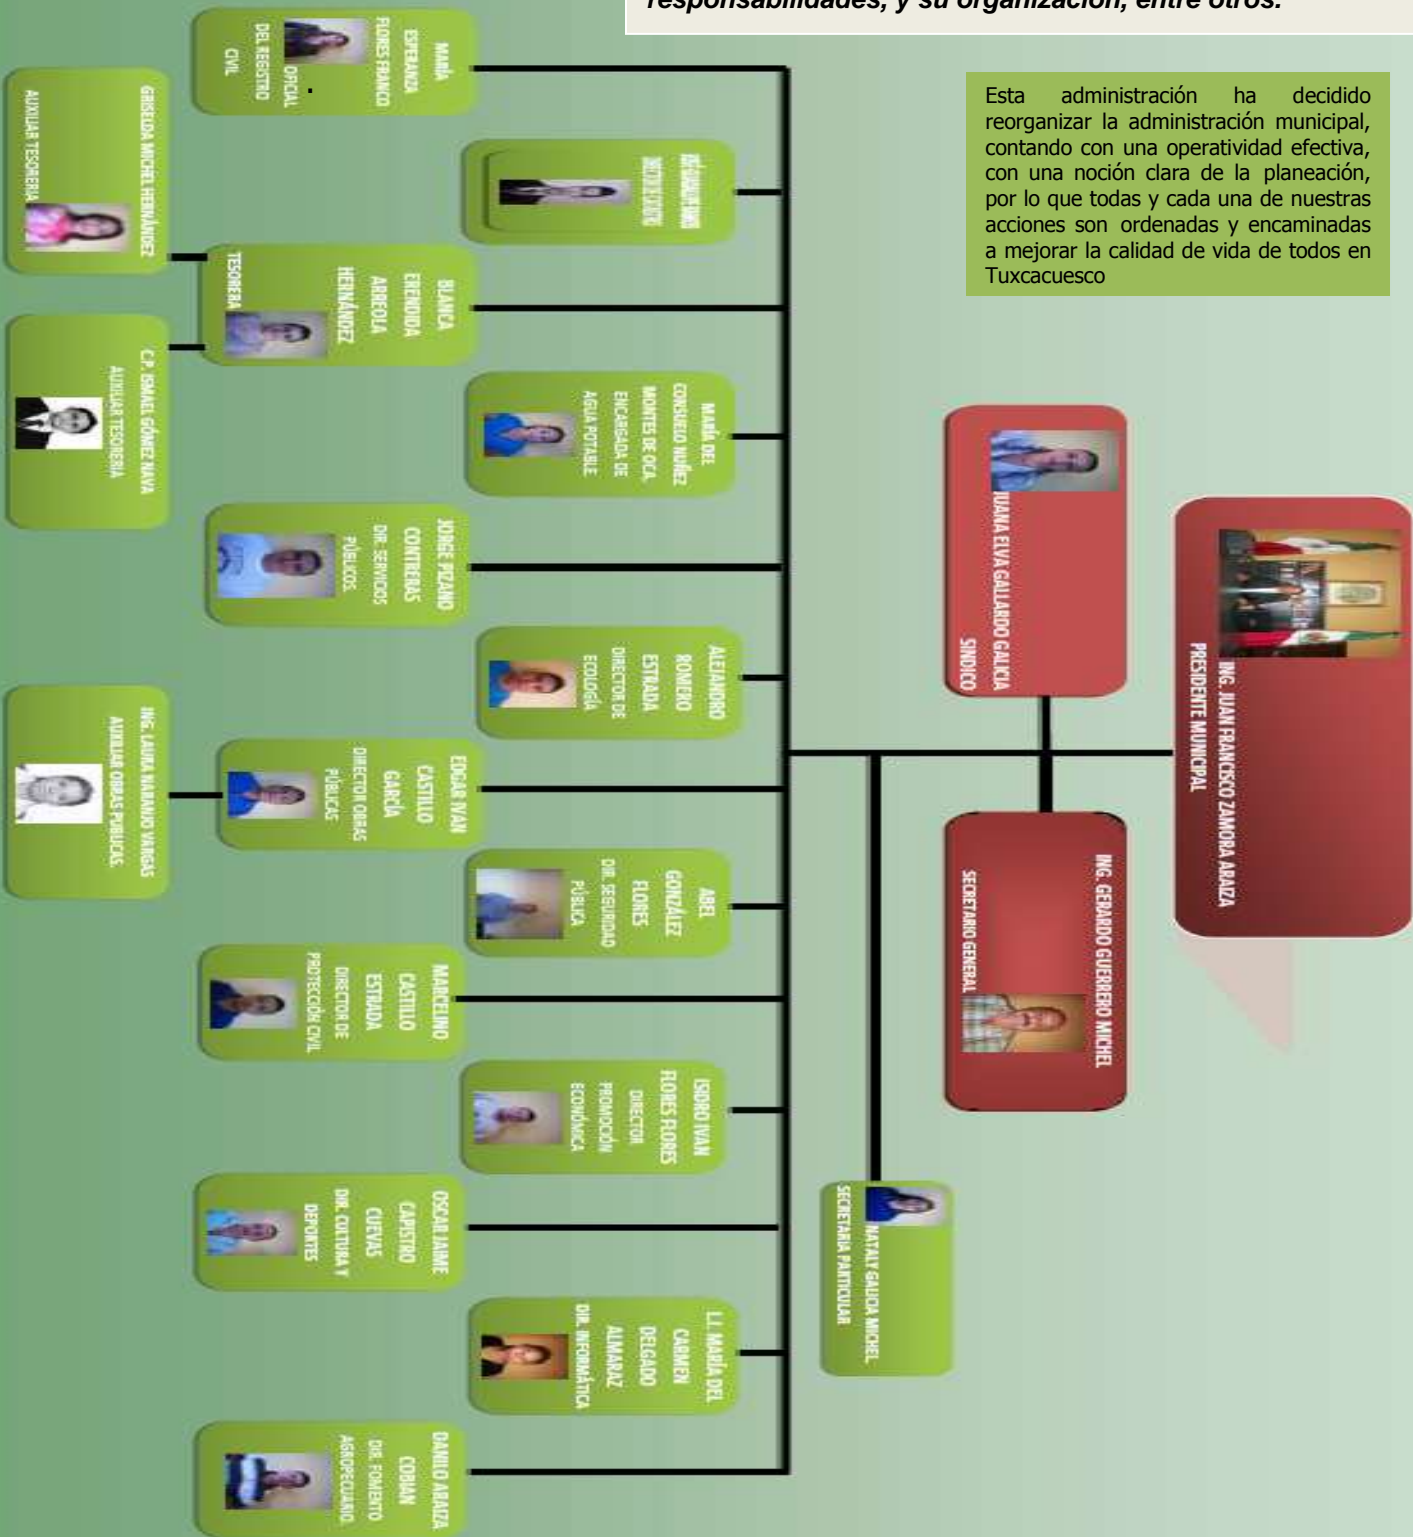 responsabilidades, y su organización, entre otros.
Esta administración ha decidido
reorganizar la administración municipal,
contando con una operatividad efectiva,
con una noción clara de la planeación,
por lo que todas y cada una de nuestras
acciones son ordenadas y encaminadas
a mejorar la calidad de vida de todos en
Tuxcacuesco
ING. JUAN FRANCISCO ZAMORA ARAIZA
PRESIDENTE MUNICIPAL
JUANA ELVA GALLARDO GALICIA
SINDICO
ING. GERARDO GUERRERO MICHEL
SECRETARIO GENERAL
NATALY GALICIA MICHEL
SECRETARIA PARTICULAR
MARÍA
ESPERANZA
FLORES FRANCO
OFICIAL
DEL REGISTRO
CIVIL
BLANCA
ERENDIDA
ARREOLA
HERNÁNDEZ
TESORERA
MARÍA DEL
CONSUELO NUÑEZ
MONTES DE OCA.
ENCARGADA DE
AGUA POTABLE
JORGE PIZANO
CONTRERAS
DIR. SERVICIOS
PÚBLICOS.
ALEJANDRO
ROMERO
ESTRADA
DIRECTOR DE
ECOLOGÍA
EDGAR IVAN
CASTILLO
GARCÍA
DIRECTOR OBRAS
PÚBLICAS
ABEL
GONZÁLEZ
FLORES
DIR. SEGURIDAD
PÚBLICA
MARCELINO
CASTILLO
ESTRADA
DIRECTOR DE
PROTECCIÓN CIVIL
ISIDRO IVAN
FLORES FLORES
DIRECTOR
PROMOCIÓN
ECONÓMICA
OSCAR JAIME
CAPISTRO
CUEVAS
DIR. CULTURA Y
DEPORTES
L.I. MARÍA DEL
CARMEN
DELGADO
ALMARAZ
DIR. INFORMÁTICA
DANILO ARAIZA
COBIAN
DIR. FOMENTO
AGROPECUARIO.
GRISELDA MICHEL HERNÁNDEZ
AUXILIAR TESORERIA
C.P. ISMAEL GÓMEZ NAVA
AUXILIAR TESORERIA
ING. LAURA NARANJO VARGAS
AUXILIAR OBRAS PUBLICAS.